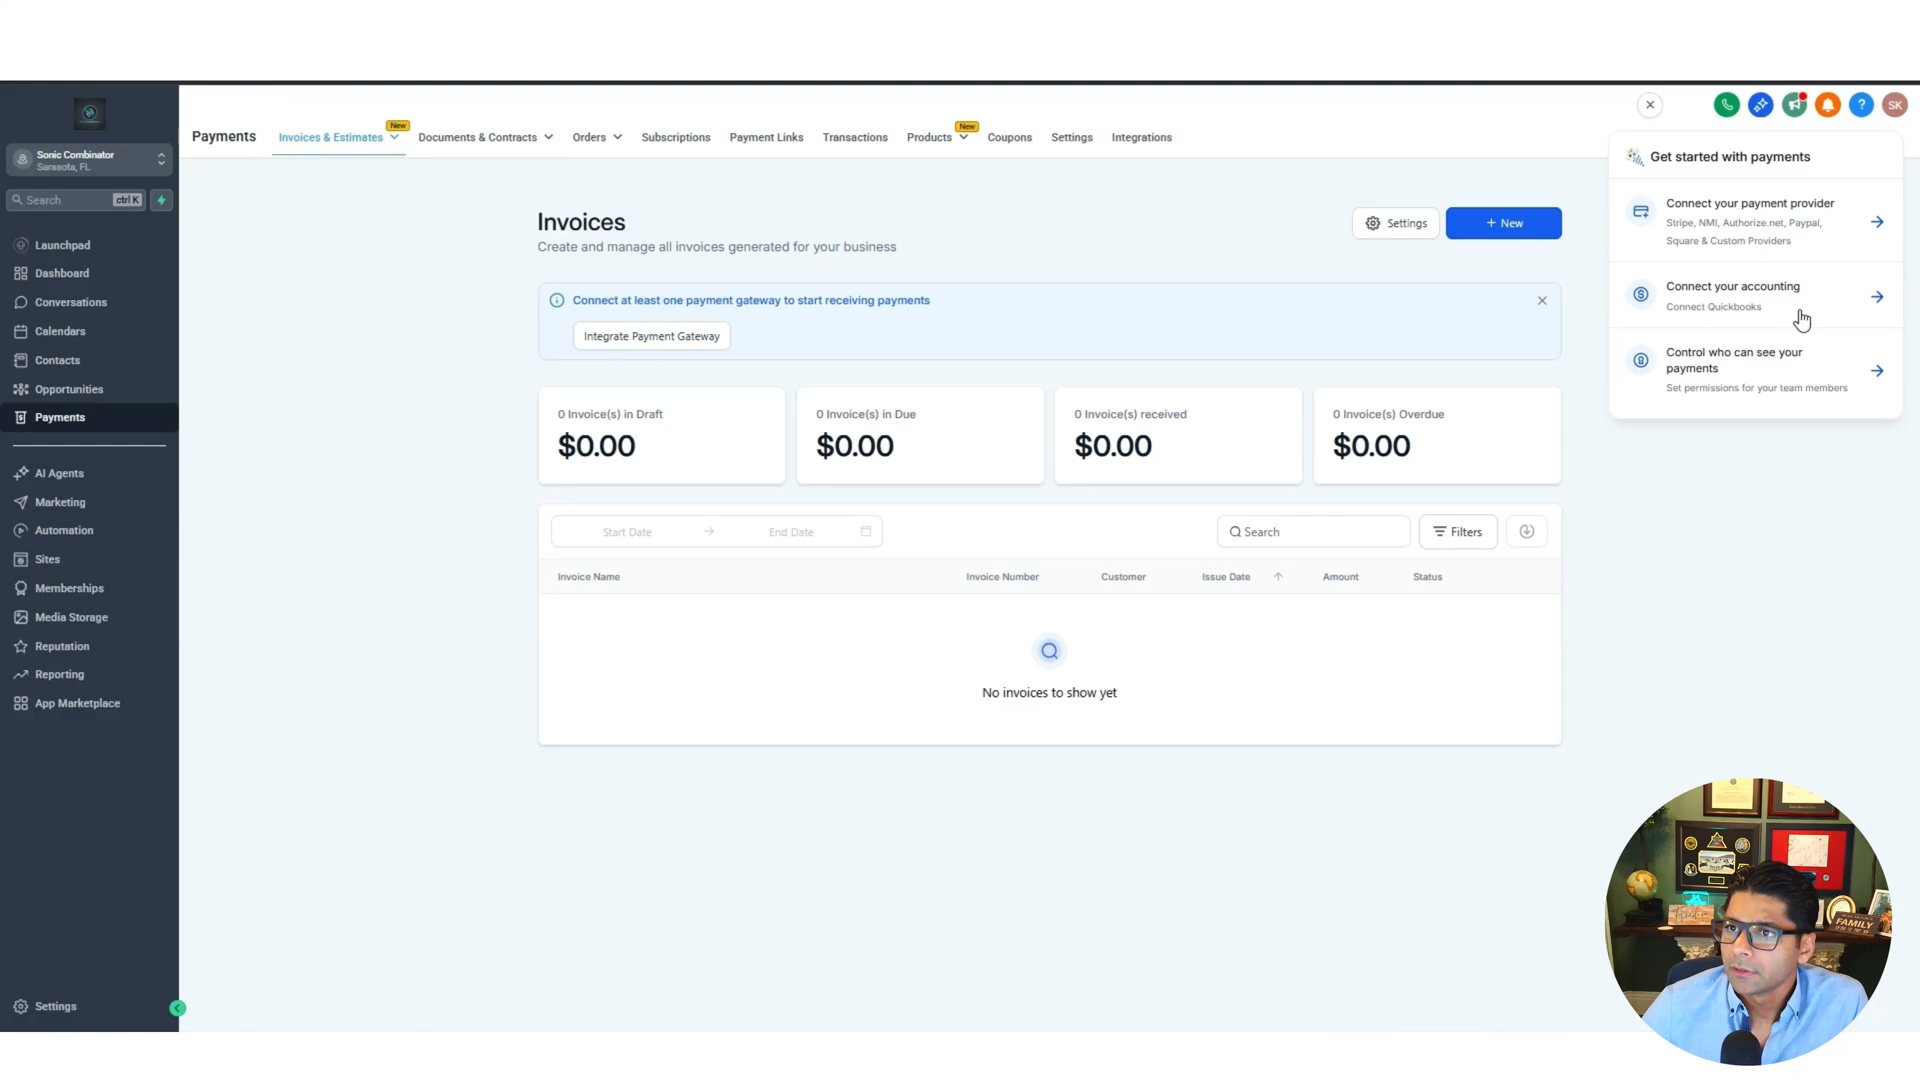 Sonic Combinator
Sarasota, FL
Search
ctrl K
Launchpad
Dashboard
Conversations
Calendars
Contacts
Opportunities
Payments
AI Agents
Marketing
Automation
Sites
Memberships
Media Storage
Reputation
Reporting
App Marketplace
Settings
Payments
Invoices & Estimates
New
Documents & Contracts
Orders
Subscriptions
Payment Links
Transactions
Products
New
Coupons
Settings
Integrations
SK
Invoices
Create and manage all invoices generated for your business
Settings
+ New
Connect at least one payment gateway to start receiving payments
Integrate Payment Gateway
0 Invoice(s) in Draft
$0.00
0 Invoice(s) in Due
$0.00
0 Invoice(s) received
$0.00
0 Invoice(s) Overdue
$0.00
Start Date
End Date
Search
Filters
Invoice Name
Invoice Number
Customer
Issue Date
Amount
Status
No invoices to show yet
Get started with payments
Connect your payment provider
Stripe, NMI, Authorize.net, Paypal,
Square & Custom Providers
Connect your accounting
Connect Quickbooks
Control who can see your
payments
Set permissions for your team members
FAMILY